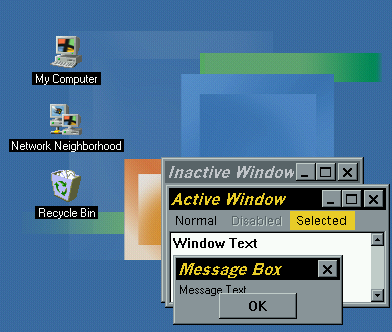 My Computer
Network Neighborhood
Recycle Bin
Inactive Window
Active Window
Normal Disabled Selected
Window Text
Message Box
Message Text
OK